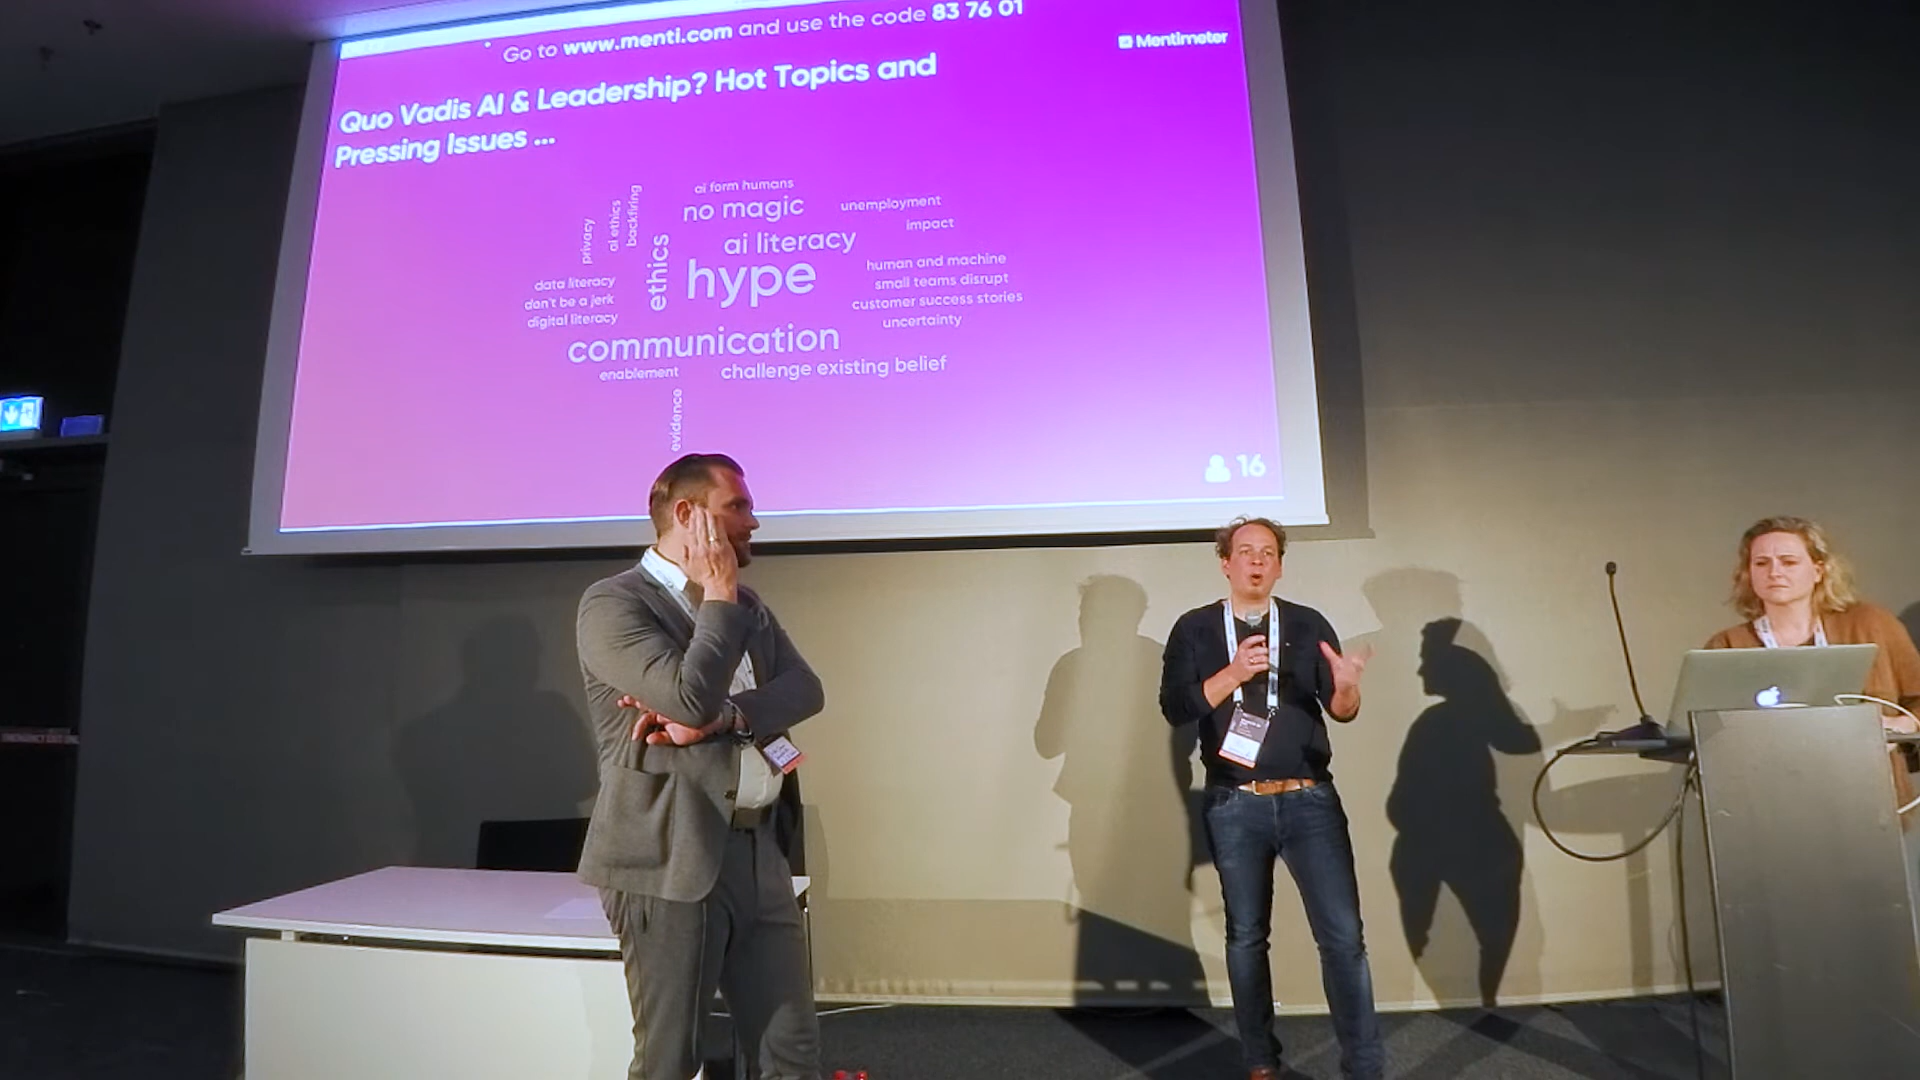 Go to www.menti.com and use the code 83 76 01
Mentimeter
Quo Vadis AI & Leadership? Hot Topics and
Pressing Issues ...
ai form humans
no magic
unemployment
impact
privacy
ai ethics
backfiring
ethics
ai literacy
hype
human and machine
small teams disrupt
customer success stories
uncertainty
data literacy
don't be a jerk
digital literacy
communication
enablement
challenge existing belief
evidence
16